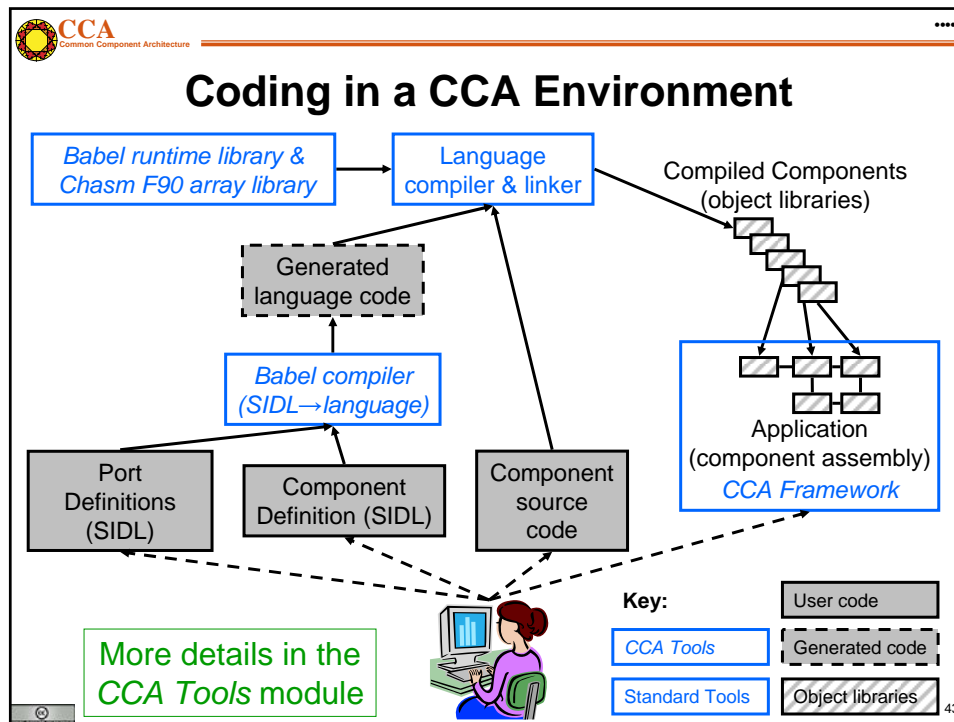 CCA
Common Component Architecture
Coding in a CCA Environment
Babel runtime library &
Chasm F90 array library
Language
compiler & linker
Compiled Components
(object libraries)
Generated
language code
Babel compiler
(SIDL→language)
Application
(component assembly)
CCA Framework
Port
Definitions
(SIDL)
Component
Definition (SIDL)
Component
source
code
Key:
User code
CCA Tools
Generated code
Standard Tools
Object libraries
More details in the
CCA Tools module
cc
43